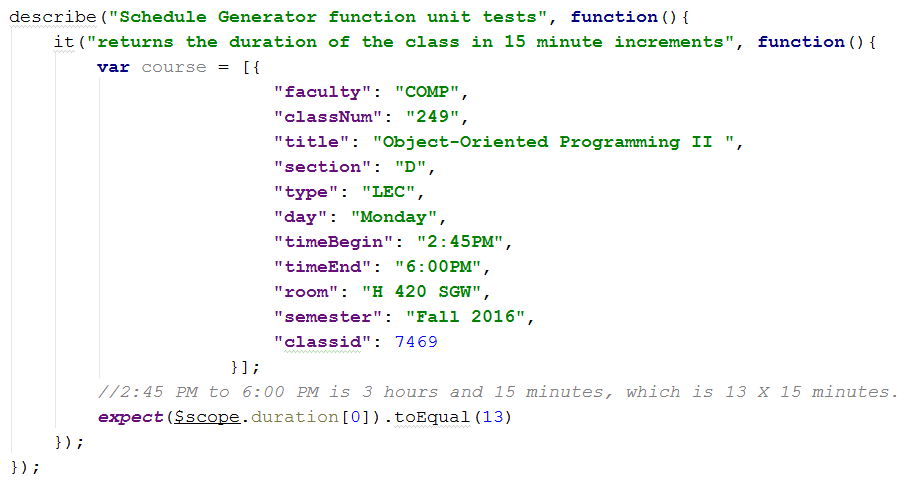 describe("Schedule Generator function unit tests", function(){
    it("returns the duration of the class in 15 minute increments", function(){
        var course = [{
                        "faculty": "COMP",
                        "classNum": "249",
                        "title": "Object-Oriented Programming II ",
                        "section": "D",
                        "type": "LEC",
                        "day": "Monday",
                        "timeBegin": "2:45PM",
                        "timeEnd": "6:00PM",
                        "room": "H 420 SGW",
                        "semester": "Fall 2016",
                        "classid": 7469
                    }];
        //2:45 PM to 6:00 PM is 3 hours and 15 minutes, which is 13 X 15 minutes.
        expect($scope.duration[0]).toEqual(13)
    });
});